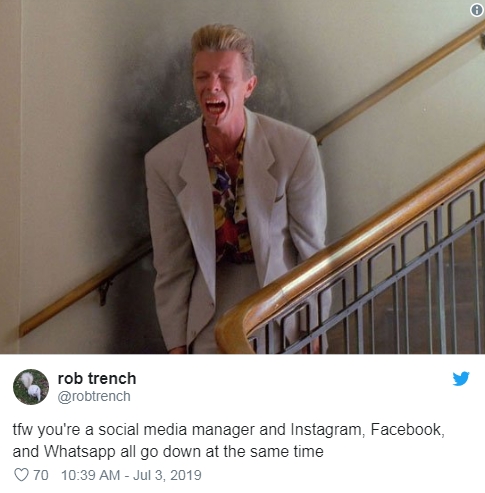 rob trench
@robtrench
tfw you're a social media manager and Instagram, Facebook,
and Whatsapp all go down at the same time
70 10:39 AM - Jul 3, 2019